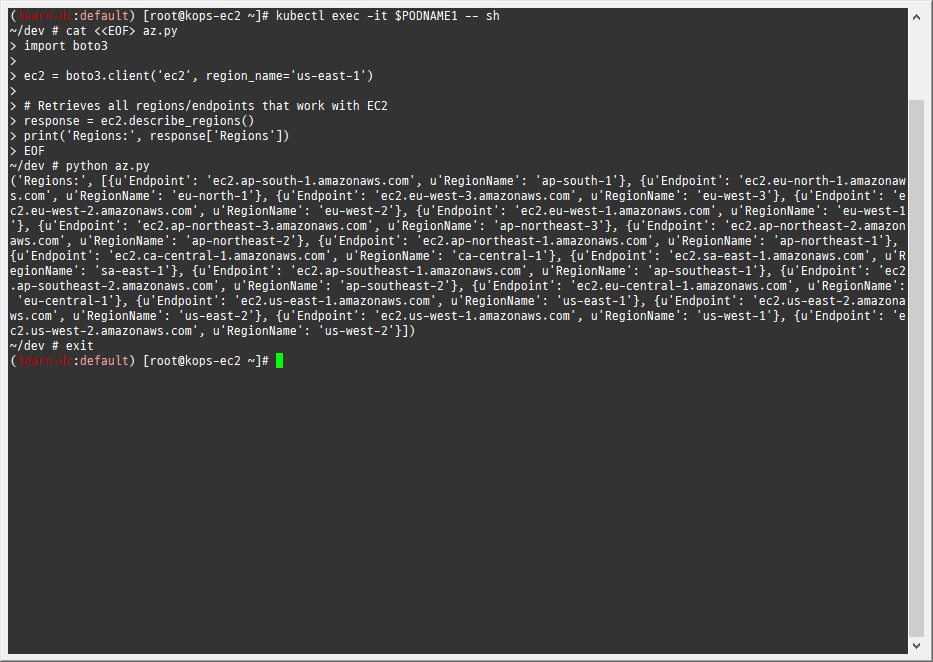 (learn-dc:default) [root@kops-ec2 ~]# kubectl exec -it $PODNAME1 -- sh
~/dev # cat <<EOF> az.py
> import boto3
>
> ec2 = boto3.client('ec2', region_name='us-east-1')
>
> # Retrieves all regions/endpoints that work with EC2
> response = ec2.describe_regions()
> print('Regions:', response['Regions'])
> EOF
~/dev # python az.py
('Regions:', [{u'Endpoint': 'ec2.ap-south-1.amazonaws.com', u'RegionName': 'ap-south-1'}, {u'Endpoint': 'ec2.eu-north-1.amazonaw
s.com', u'RegionName': 'eu-north-1'}, {u'Endpoint': 'ec2.eu-west-3.amazonaws.com', u'RegionName': 'eu-west-3'}, {u'Endpoint': 'e
c2.eu-west-2.amazonaws.com', u'RegionName': 'eu-west-2'}, {u'Endpoint': 'ec2.eu-west-1.amazonaws.com', u'RegionName': 'eu-west-1
'}, {u'Endpoint': 'ec2.ap-northeast-3.amazonaws.com', u'RegionName': 'ap-northeast-3'}, {u'Endpoint': 'ec2.ap-northeast-2.amazon
aws.com', u'RegionName': 'ap-northeast-2'}, {u'Endpoint': 'ec2.ap-northeast-1.amazonaws.com', u'RegionName': 'ap-northeast-1'},
{u'Endpoint': 'ec2.ca-central-1.amazonaws.com', u'RegionName': 'ca-central-1'}, {u'Endpoint': 'ec2.sa-east-1.amazonaws.com', u'R
egionName': 'sa-east-1'}, {u'Endpoint': 'ec2.ap-southeast-1.amazonaws.com', u'RegionName': 'ap-southeast-1'}, {u'Endpoint': 'ec2
.ap-southeast-2.amazonaws.com', u'RegionName': 'ap-southeast-2'}, {u'Endpoint': 'ec2.eu-central-1.amazonaws.com', u'RegionName':
 'eu-central-1'}, {u'Endpoint': 'ec2.us-east-1.amazonaws.com', u'RegionName': 'us-east-1'}, {u'Endpoint': 'ec2.us-east-2.amazona
ws.com', u'RegionName': 'us-east-2'}, {u'Endpoint': 'ec2.us-west-1.amazonaws.com', u'RegionName': 'us-west-1'}, {u'Endpoint': 'e
c2.us-west-2.amazonaws.com', u'RegionName': 'us-west-2'}])
~/dev # exit
(learn-dc:default) [root@kops-ec2 ~]#